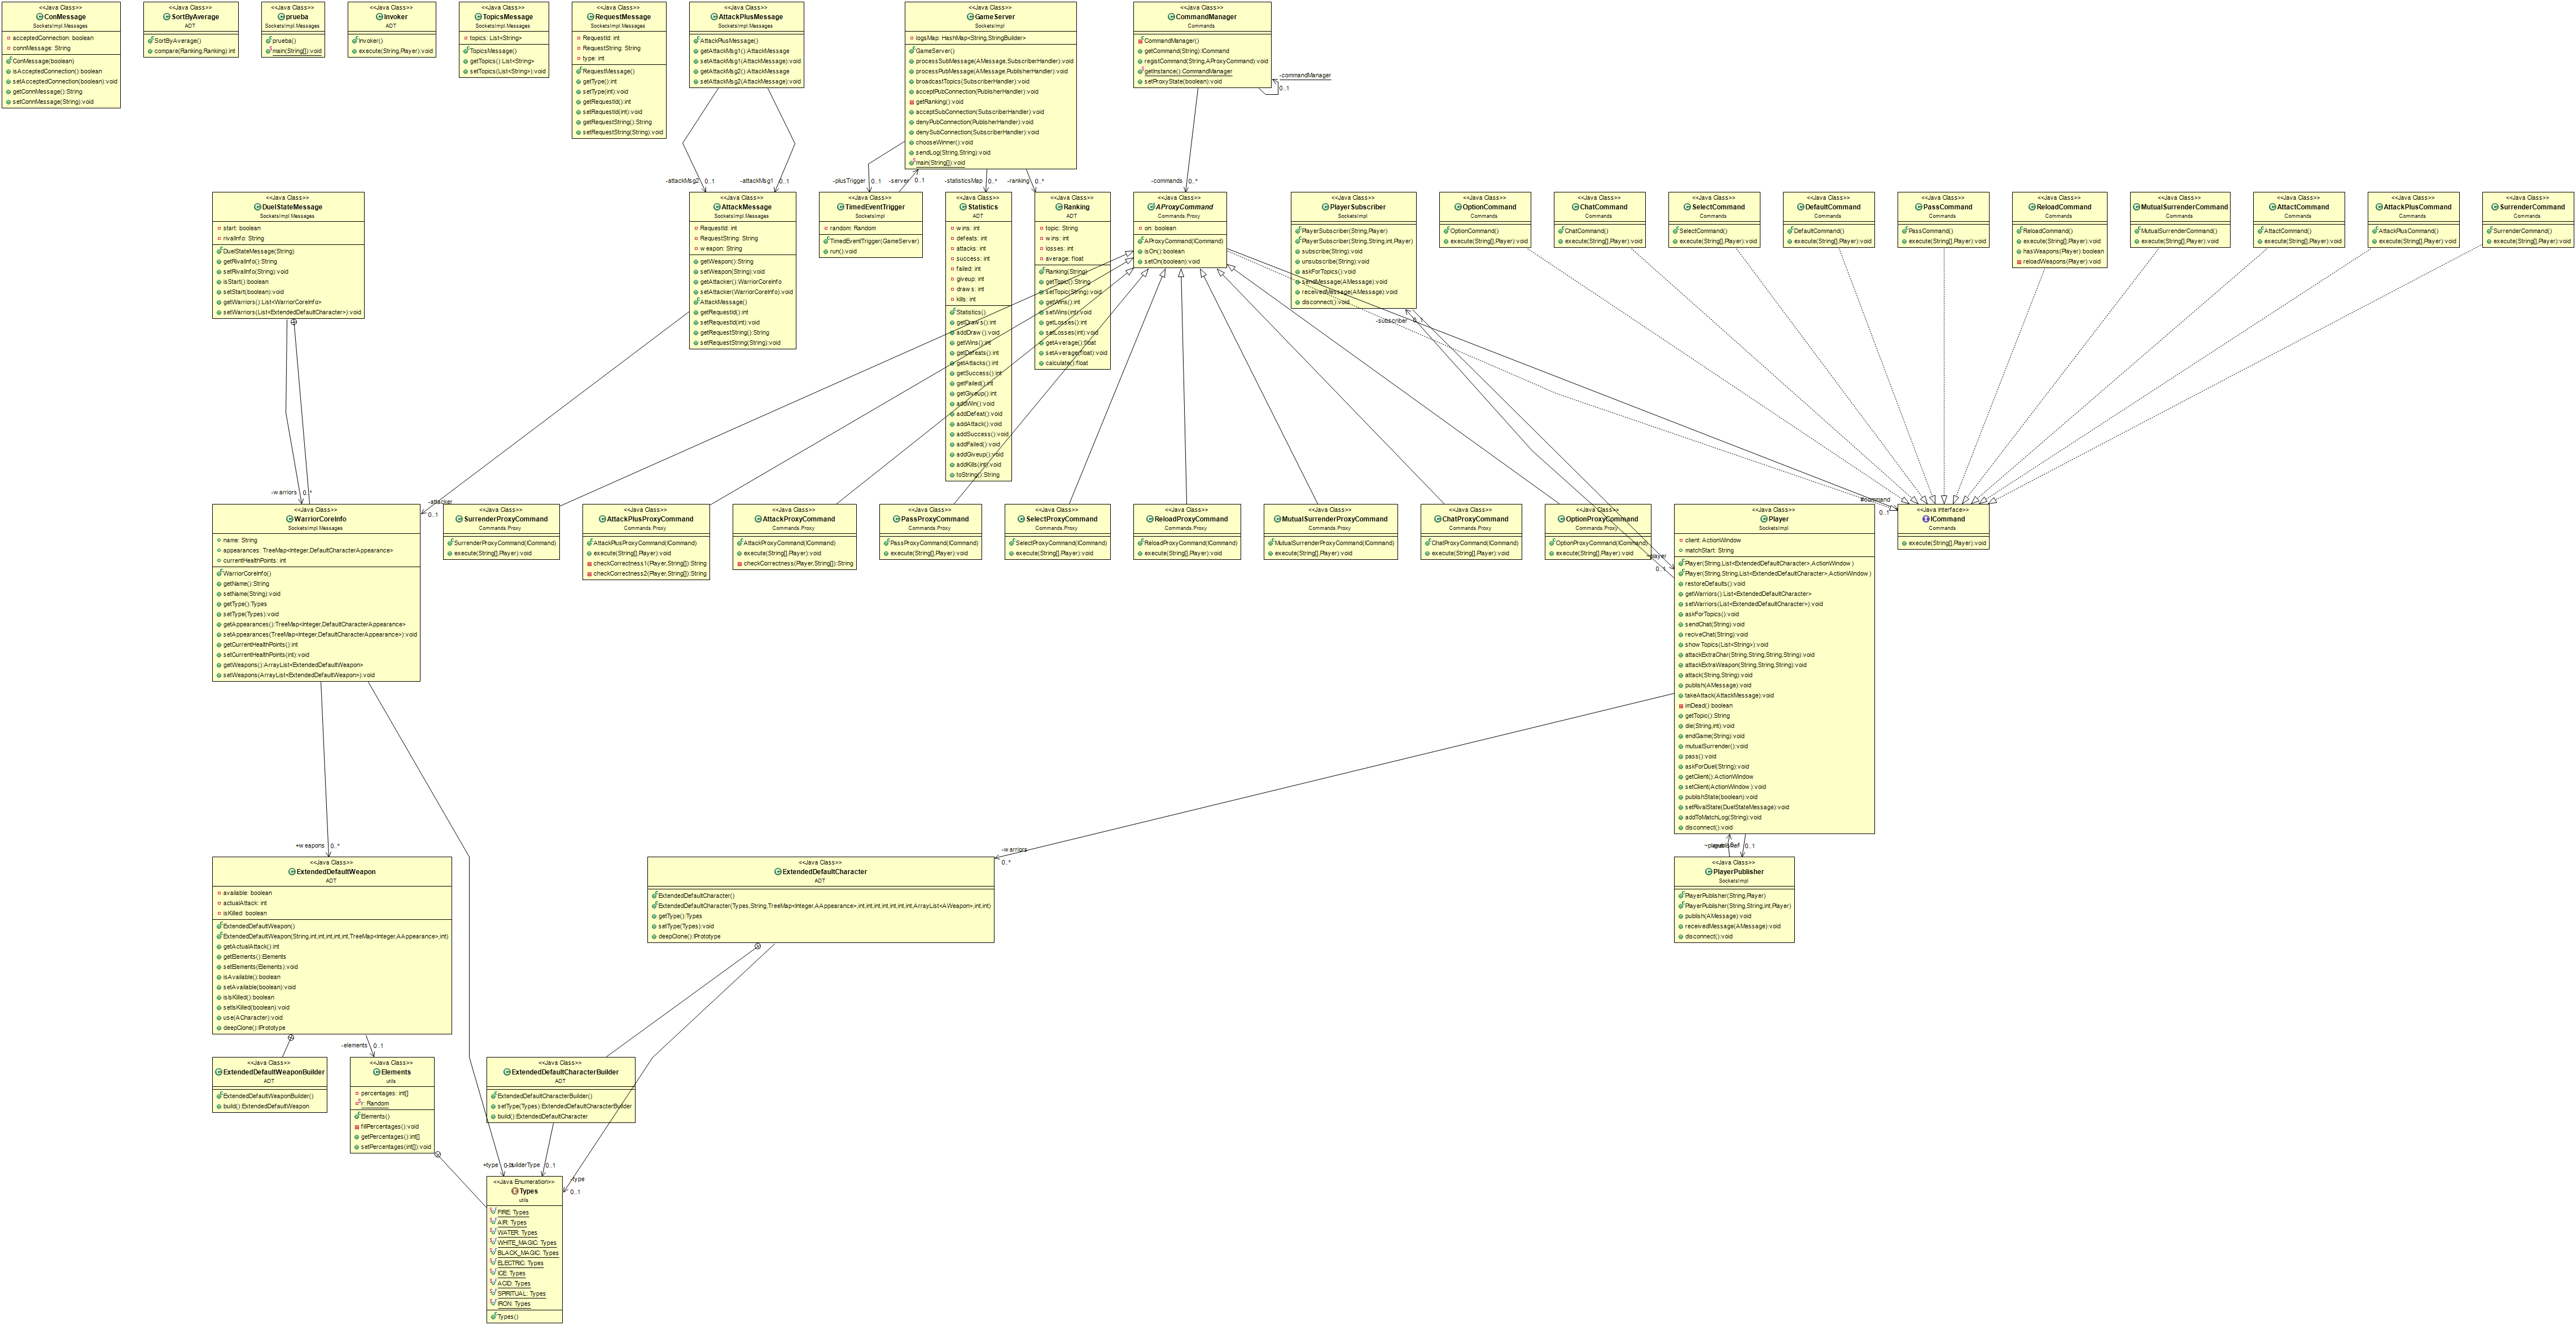 <<Java Class>>
ConMessage
SocketsImpl.Messages
acceptedConnection: boolean
connMessage: String
ConMessage(boolean)
isAcceptedConnection():boolean
setAcceptedConnection(boolean):void
getConnMessage():String
setConnMessage(String):void
<<Java Class>>
SortByAverage
ADT
SortByAverage()
compare(Ranking,Ranking):int
<<Java Class>>
prueba
SocketsImpl.Messages
prueba()
main(String[]):void
<<Java Class>>
Invoker
ADT
Invoker()
execute(String,Player):void
<<Java Class>>
TopicsMessage
SocketsImpl.Messages
topics: List<String>
TopicsMessage()
getTopics():List<String>
setTopics(List<String>):void
<<Java Class>>
RequestMessage
SocketsImpl.Messages
RequestId: int
RequestString: String
type: int
RequestMessage()
getType():int
setType(int):void
getRequestId():int
setRequestId(int):void
getRequestString():String
setRequestString(String):void
<<Java Class>>
AttackPlusMessage
SocketsImpl.Messages
AttackPlusMessage()
getAttackMsg1():AttackMessage
setAttackMsg1(AttackMessage):void
getAttackMsg2():AttackMessage
setAttackMsg2(AttackMessage):void
<<Java Class>>
GameServer
SocketsImpl
logsMap: HashMap<String,StringBuilder>
GameServer()
processSubMessage(AMessage,SubscriberHandler):void
processPubMessage(AMessage,PublisherHandler):void
broadcastTopics(SubscriberHandler):void
acceptPubConnection(PublisherHandler):void
getRanking():void
acceptSubConnection(SubscriberHandler):void
denyPubConnection(PublisherHandler):void
denySubConnection(SubscriberHandler):void
chooseWinner():void
sendLog(String,String):void
main(String[]):void
<<Java Class>>
CommandManager
Commands
CommandManager()
getCommand(String):ICommand
registCommand(String,AProxyCommand):void
getInstance():CommandManager
setProxyState(boolean):void
-commandManager
0..1
-attackMsg2 0..1
-attackMsg1 0..1
-plusTrigger 0..1
-server 0..1
-statisticsMap 0..*
-ranking 0..*
-commands 0..*
<<Java Class>>
DuelStateMessage
SocketsImpl.Messages
start: boolean
rivalInfo: String
DuelStateMessage(String)
getRivalInfo():String
setRivalInfo(String):void
isStart():boolean
setStart(boolean):void
getWarriors():List<WarriorCoreInfo>
setWarriors(List<ExtendedDefaultCharacter>):void
<<Java Class>>
AttackMessage
SocketsImpl.Messages
RequestId: int
RequestString: String
weapon: String
getWeapon():String
setWeapon(String):void
getAttacker():WarriorCoreInfo
setAttacker(WarriorCoreInfo):void
AttackMessage()
getRequestId():int
setRequestId(int):void
getRequestString():String
setRequestString(String):void
<<Java Class>>
TimedEventTrigger
SocketsImpl
random: Random
TimedEventTrigger(GameServer)
run():void
<<Java Class>>
Statistics
ADT
wins: int
defeats: int
attacks: int
success: int
failed: int
giveup: int
draws: int
kills: int
Statistics()
getDraws():int
addDraw():void
getWins():int
getDefeats():int
getAttacks():int
getSuccess():int
getFailed():int
getGiveup():int
addWin():void
addDefeat():void
addAttack():void
addSuccess():void
addFailed():void
addGiveup():void
addKills(int):void
toString():String
<<Java Class>>
Ranking
ADT
topic: String
wins: int
losses: int
average: float
Ranking(String)
getTopic():String
setTopic(String):void
getWins():int
setWins(int):void
getLosses():int
setLosses(int):void
getAverage():float
setAverage(float):void
calculate():float
<<Java Class>>
AProxyCommand
Commands.Proxy
on: boolean
AProxyCommand(ICommand)
isOn():boolean
setOn(boolean):void
<<Java Class>>
PlayerSubscriber
SocketsImpl
PlayerSubscriber(String,Player)
PlayerSubscriber(String,String,int,Player)
subscribe(String):void
unsubscribe(String):void
askForTopics():void
sendMessage(AMessage):void
receivedMessage(AMessage):void
disconnect():void
-subscriber 0..1
<<Java Class>>
OptionCommand
Commands
OptionCommand()
execute(String[],Player):void
<<Java Class>>
ChatCommand
Commands
ChatCommand()
execute(String[],Player):void
<<Java Class>>
SelectCommand
Commands
SelectCommand()
execute(String[],Player):void
<<Java Class>>
DefaultCommand
Commands
DefaultCommand()
execute(String[],Player):void
<<Java Class>>
PassCommand
Commands
PassCommand()
execute(String[],Player):void
<<Java Class>>
ReloadCommand
Commands
ReloadCommand()
execute(String[],Player):void
hasWeapons(Player):boolean
reloadWeapons(Player):void
<<Java Class>>
MutualSurrenderCommand
Commands
MutualSurrenderCommand()
execute(String[],Player):void
<<Java Class>>
AttactCommand
Commands
AttactCommand()
execute(String[],Player):void
<<Java Class>>
AttackPlusCommand
Commands
AttackPlusCommand()
execute(String[],Player):void
<<Java Class>>
SurrenderCommand
Commands
SurrenderCommand()
execute(String[],Player):void
-warriors 0..*
-attacker
0..1
<<Java Class>>
WarriorCoreInfo
SocketsImpl.Messages
name: String
appearances: TreeMap<Integer,DefaultCharacterAppearance>
currentHealthPoints: int
WarriorCoreInfo()
getName():String
setName(String):void
getType():Types
setType(Types):void
getAppearances():TreeMap<Integer,DefaultCharacterAppearance>
setAppearances(TreeMap<Integer,DefaultCharacterAppearance>):void
getCurrentHealthPoints():int
setCurrentHealthPoints(int):void
getWeapons():ArrayList<ExtendedDefaultWeapon>
setWeapons(ArrayList<ExtendedDefaultWeapon>):void
<<Java Class>>
SurrenderProxyCommand
Commands.Proxy
SurrenderProxyCommand(ICommand)
execute(String[],Player):void
<<Java Class>>
AttackPlusProxyCommand
Commands.Proxy
AttackPlusProxyCommand(ICommand)
execute(String[],Player):void
checkCorrectness1(Player,String[]):String
checkCorrectness2(Player,String[]):String
<<Java Class>>
AttackProxyCommand
Commands.Proxy
AttackProxyCommand(ICommand)
execute(String[],Player):void
checkCorrectness(Player,String[]):String
<<Java Class>>
PassProxyCommand
Commands.Proxy
PassProxyCommand(ICommand)
execute(String[],Player):void
<<Java Class>>
SelectProxyCommand
Commands.Proxy
SelectProxyCommand(ICommand)
execute(String[],Player):void
<<Java Class>>
ReloadProxyCommand
Commands.Proxy
ReloadProxyCommand(ICommand)
execute(String[],Player):void
<<Java Class>>
MutualSurrenderProxyCommand
Commands.Proxy
MutualSurrenderProxyCommand(ICommand)
execute(String[],Player):void
<<Java Class>>
ChatProxyCommand
Commands.Proxy
ChatProxyCommand(ICommand)
execute(String[],Player):void
<<Java Class>>
OptionProxyCommand
Commands.Proxy
OptionProxyCommand(ICommand)
execute(String[],Player):void
~player
0..1
<<Java Class>>
Player
SocketsImpl
client: ActionWindow
matchStart: String
Player(String,List<ExtendedDefaultCharacter>,ActionWindow)
Player(String,String,List<ExtendedDefaultCharacter>,ActionWindow)
restoreDefaults():void
getWarriors():List<ExtendedDefaultCharacter>
setWarriors(List<ExtendedDefaultCharacter>):void
askForTopics():void
sendChat(String):void
reciveChat(String):void
showTopics(List<String>):void
attackExtraChar(String,String,String,String):void
attackExtraWeapon(String,String,String):void
attack(String,String):void
publish(AMessage):void
takeAttack(AttackMessage):void
imDead():boolean
getTopic():String
die(String,int):void
endGame(String):void
mutualSurrender():void
pass():void
askForDuel(String):void
getClient():ActionWindow
setClient(ActionWindow):void
publishState(boolean):void
setRivalState(DuelStateMessage):void
addToMatchLog(String):void
disconnect():void
#command
0..1
<<Java Interface>>
ICommand
Commands
execute(String[],Player):void
+weapons 0..*
-warriors
0..*
0..1
<<Java Class>>
ExtendedDefaultWeapon
ADT
available: boolean
actualAttack: int
isKilled: boolean
ExtendedDefaultWeapon()
ExtendedDefaultWeapon(String,int,int,int,int,int,TreeMap<Integer,AAppearance>,int)
getActualAttack():int
getElements():Elements
setElements(Elements):void
isAvailable():boolean
setAvailable(boolean):void
isIsKilled():boolean
setIsKilled(boolean):void
use(ACharacter):void
deepClone():IPrototype
<<Java Class>>
ExtendedDefaultCharacter
ADT
ExtendedDefaultCharacter()
ExtendedDefaultCharacter(Types,String,TreeMap<Integer,AAppearance>,int,int,int,int,int,int,int,ArrayList<AWeapon>,int,int)
getType():Types
setType(Types):void
deepClone():IPrototype
<<Java Class>>
PlayerPublisher
SocketsImpl
PlayerPublisher(String,Player)
PlayerPublisher(String,String,int,Player)
publish(AMessage):void
receivedMessage(AMessage):void
disconnect():void
-elements 0..1
<<Java Class>>
ExtendedDefaultWeaponBuilder
ADT
ExtendedDefaultWeaponBuilder()
build():ExtendedDefaultWeapon
<<Java Class>>
Elements
utils
percentages: int[]
r: Random
Elements()
fillPercentages():void
getPercentages():int[]
setPercentages(int[]):void
<<Java Class>>
ExtendedDefaultCharacterBuilder
ADT
ExtendedDefaultCharacterBuilder()
setType(Types):ExtendedDefaultCharacterBuilder
build():ExtendedDefaultCharacter
+type
0..1
-type
0..1
<<Java Enumeration>>
Types
utils
FIRE: Types
AIR: Types
WATER: Types
WHITE_MAGIC: Types
BLACK_MAGIC: Types
ELECTRIC: Types
ICE: Types
ACID: Types
SPIRITUAL: Types
IRON: Types
Types()